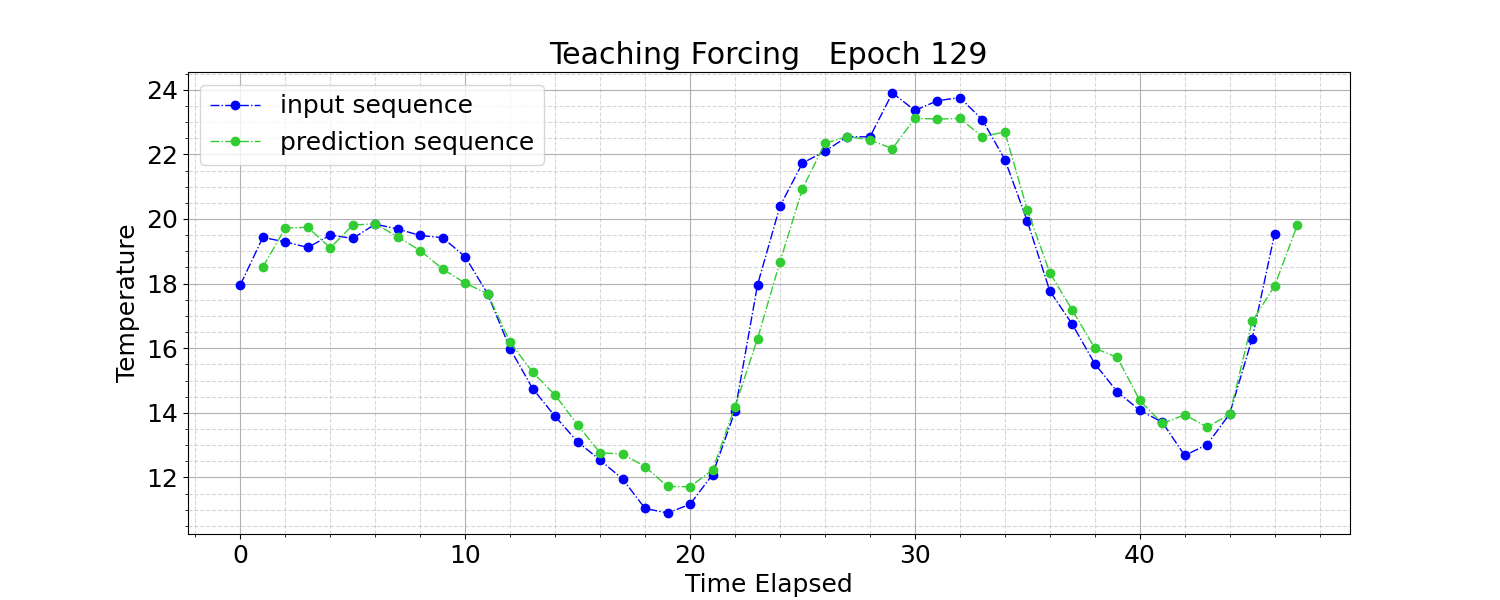 Teaching Forcing   Epoch 129
24
22
20
18
16
14
12
Temperature
input sequence
prediction sequence
0 10 20 30 40
Time Elapsed